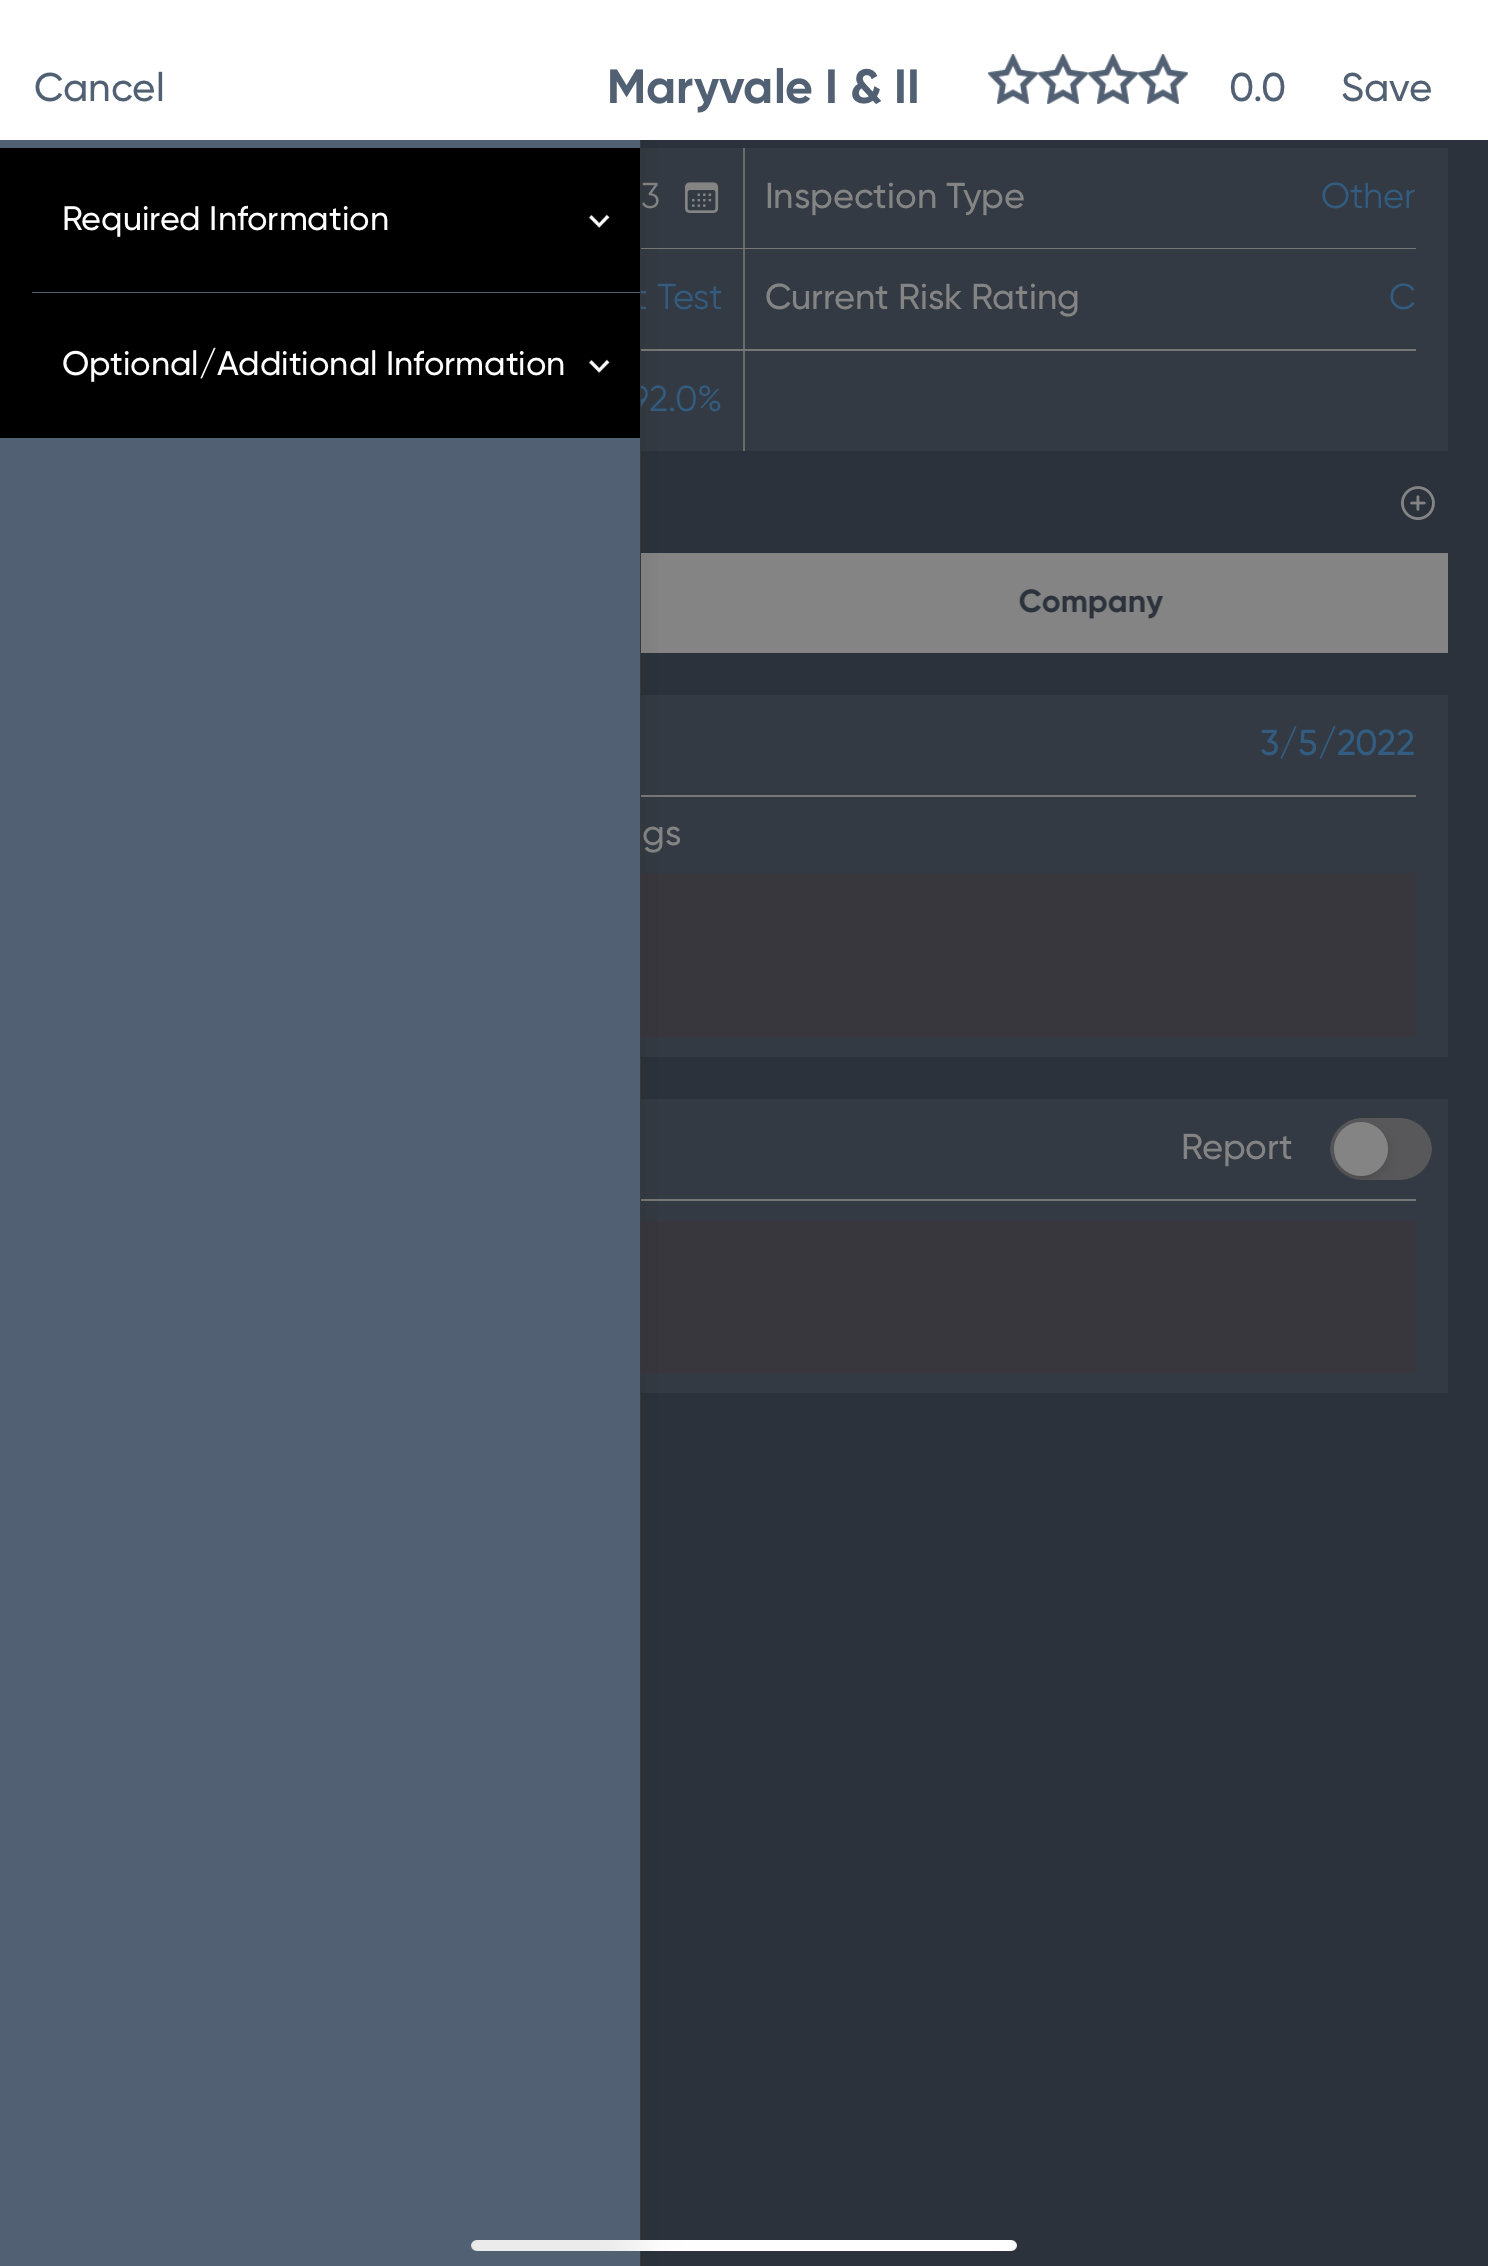 Cancel
Maryvale I & II
0.0
Save
Required Information
Optional/Additional Information
3
Inspection Type
Other
Test
Current Risk Rating
C
92.0%
Company
3/5/2022
gs
Report